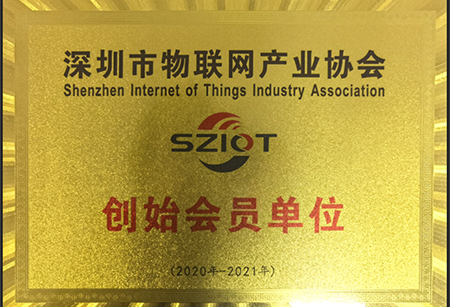 深圳市物联网产业协会
Shenzhen Internet of Things Industry Association
SZIOT
创始会员单位
(2020年-2021年)